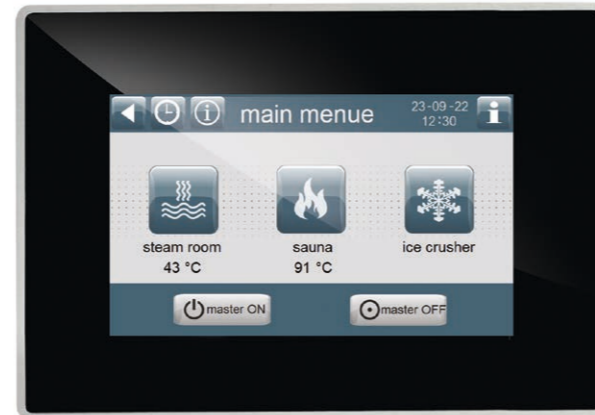 main menue
23-09-22
12:30
steam room
sauna
ice crusher
43 °C
91 °C
master ON
master OFF